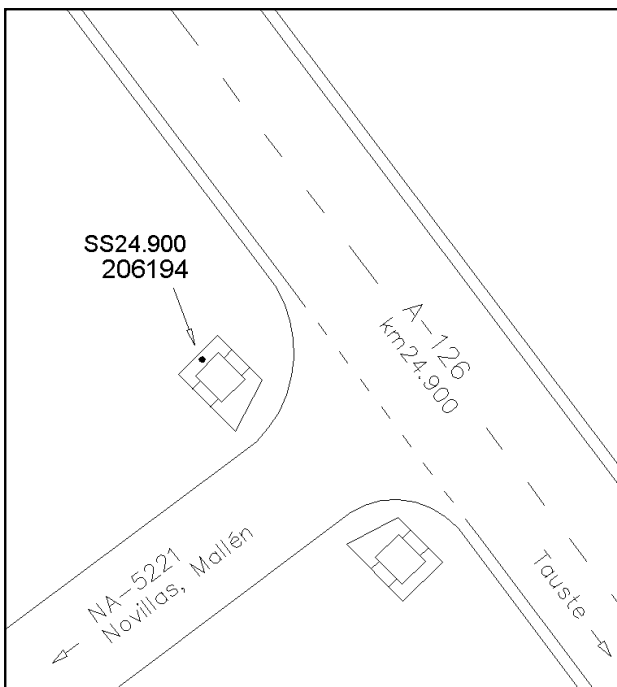 SS24.900
206194
A-126
km24.900
NA-5221
Novillas, Mallén
Tauste